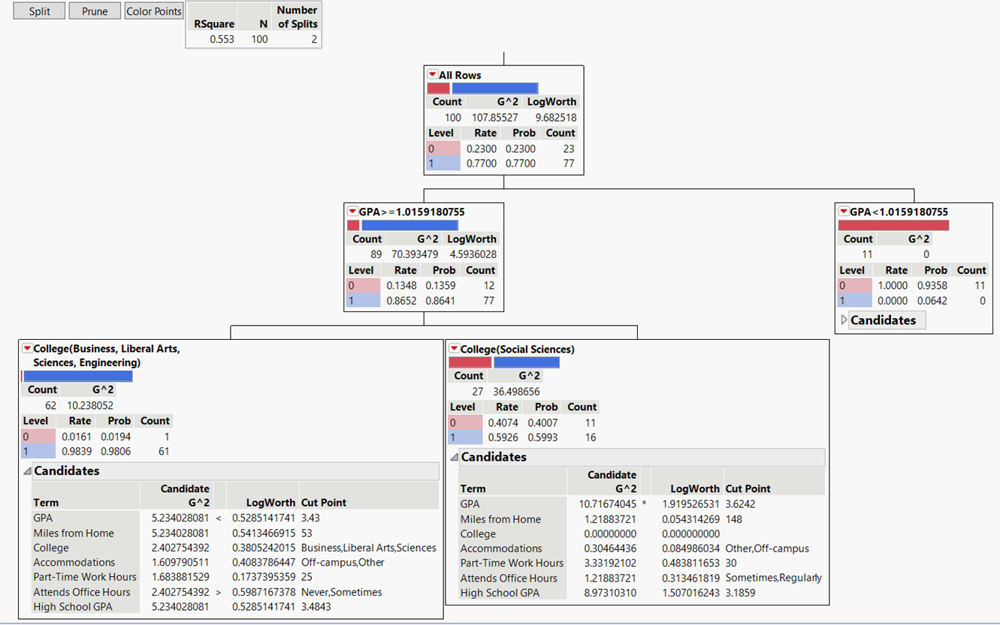 Split Prune Color Points
RSquare N Number of Splits
0.553 100 2
All Rows
Count G^2 LogWorth
100 107.85527 9.682518
Level Rate Prob Count
0 0.2300 0.2300 23
1 0.7700 0.7700 77
GPA>=1.0159180755
Count G^2 LogWorth
89 70.393479 4.5936028
Level Rate Prob Count
0 0.1348 0.1359 12
1 0.8652 0.8641 77
GPA<1.0159180755
Count G^2
11 0
Level Rate Prob Count
0 1.0000 0.9358 11
1 0.0000 0.0642 0
Candidates
College(Business, Liberal Arts,
Sciences, Engineering)
Count G^2
62 10.238052
Level Rate Prob Count
0 0.0161 0.0194 1
1 0.9839 0.9806 61
Candidates
Term Candidate G^2 LogWorth Cut Point
GPA 5.234028081 < 0.5285141741 3.43
Miles from Home 5.234028081 0.5413466915 53
College 2.402754392 0.3805242015 Business,Liberal Arts,Sciences
Accommodations 1.609790511 0.4083786447 Off-campus,Other
Part-Time Work Hours 1.683881529 0.1737395359 25
Attends Office Hours 2.402754392 > 0.5987167378 Never,Sometimes
High School GPA 5.234028081 0.5285141741 3.4843
College(Social Sciences)
Count G^2
27 36.498656
Level Rate Prob Count
0 0.4074 0.4007 11
1 0.5926 0.5993 16
Candidates
Term Candidate G^2 LogWorth Cut Point
GPA 10.71674045 * 1.919526531 3.6242
Miles from Home 1.21883721 0.054314269 148
College 0.00000000 0.000000000
Accommodations 0.30464436 0.084986034 Other,Off-campus
Part-Time Work Hours 3.33192102 0.483811653 30
Attends Office Hours 1.21883721 0.313461819 Sometimes,Regularly
High School GPA 8.97310310 1.507016243 3.1859